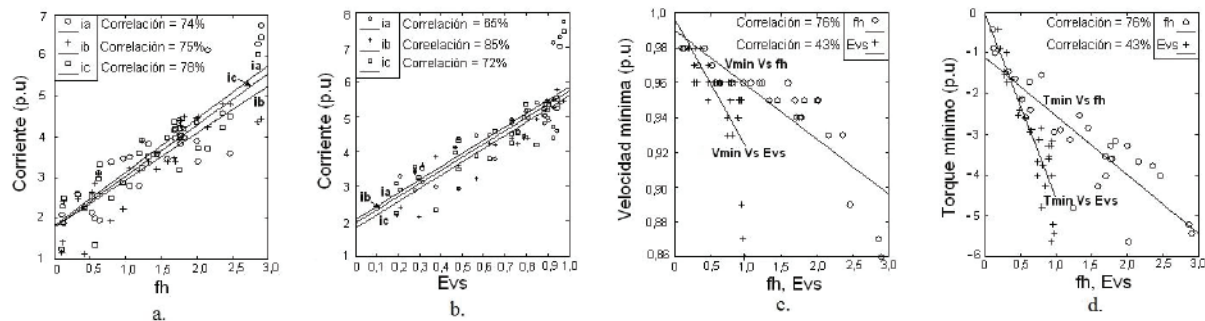 7
6
5
4
3
2
1
Corriente (p.u)
ia Correlación = 74%
ib Correlación = 75%
ic Correlación = 78%
ic
ia
ib
0 0,5 1,0 1,5 2,0 2,5 3,0
fh
a.
8
7
6
5
4
3
2
1
Corriente (p.u)
ia Correlación = 65%
ib Coreelación = 85%
ic Correlación = 72%
ib
ia
ic
0 0,1 0,2 0,3 0,4 0,5 0,6 0,7 0,8 0,9 1,0
Evs
b.
1,0
0,98
0,96
0,94
0,93
0,90
0,88
0,86
Velocidad mínima (p.u)
Correlación = 76% fh
Correlación = 43% Evs
Vmin Vs fh
Vmin Vs Evs
0 0,5 1,0 1,5 2,0 2,5 3,0
fh, Evs
c.
0
−1
−2
−3
−4
−5
−6
Torque mínimo (p.u)
Correlación = 76% fh
Correlación = 43% Evs
Tmin Vs fh
Tmin Vs Evs
0 0,5 1,0 1,5 2,0 2,5 3,0
fh, Evs
d.